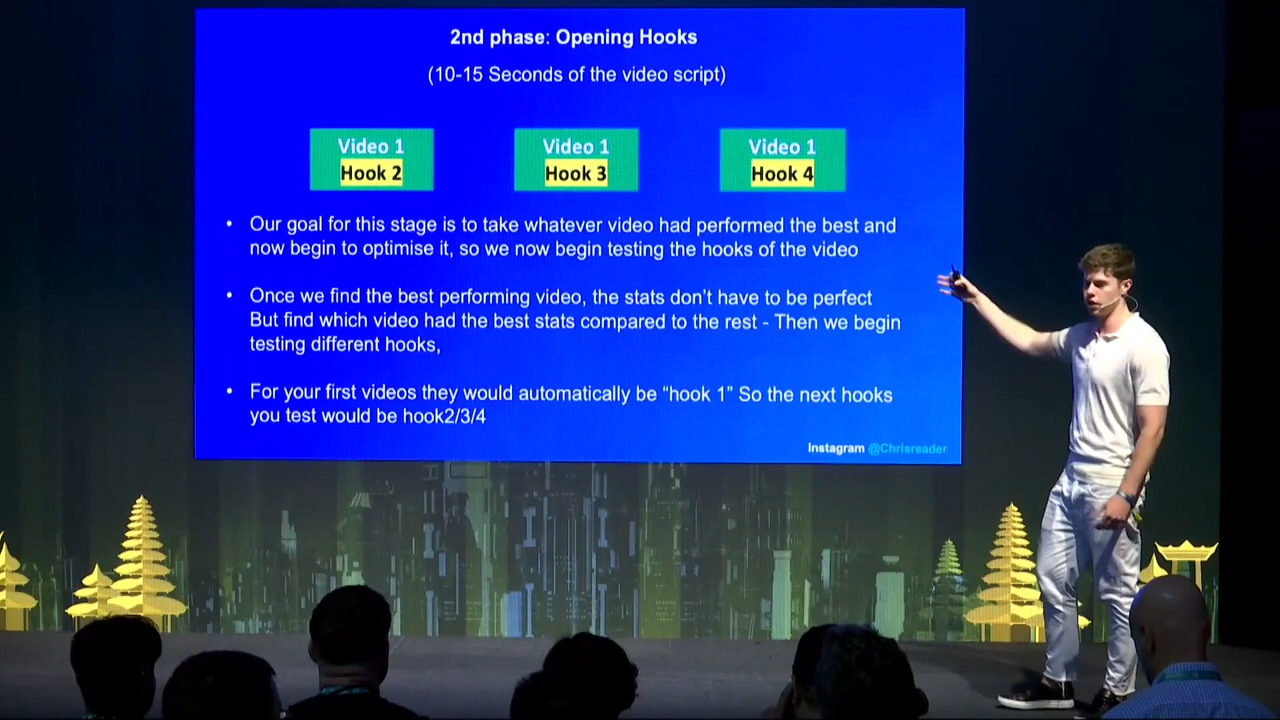 2nd phase: Opening Hooks
(10-15 Seconds of the video script)
Video 1
Hook 2
Video 1
Hook 3
Video 1
Hook 4
• Our goal for this stage is to take whatever video had performed the best and
now begin to optimise it, so we now begin testing the hooks of the video
• Once we find the best performing video, the stats don't have to be perfect
But find which video had the best stats compared to the rest - Then we begin
testing different hooks,
• For your first videos they would automatically be “hook 1” So the next hooks
you test would be hook2/3/4
Instagram @Chrisreader